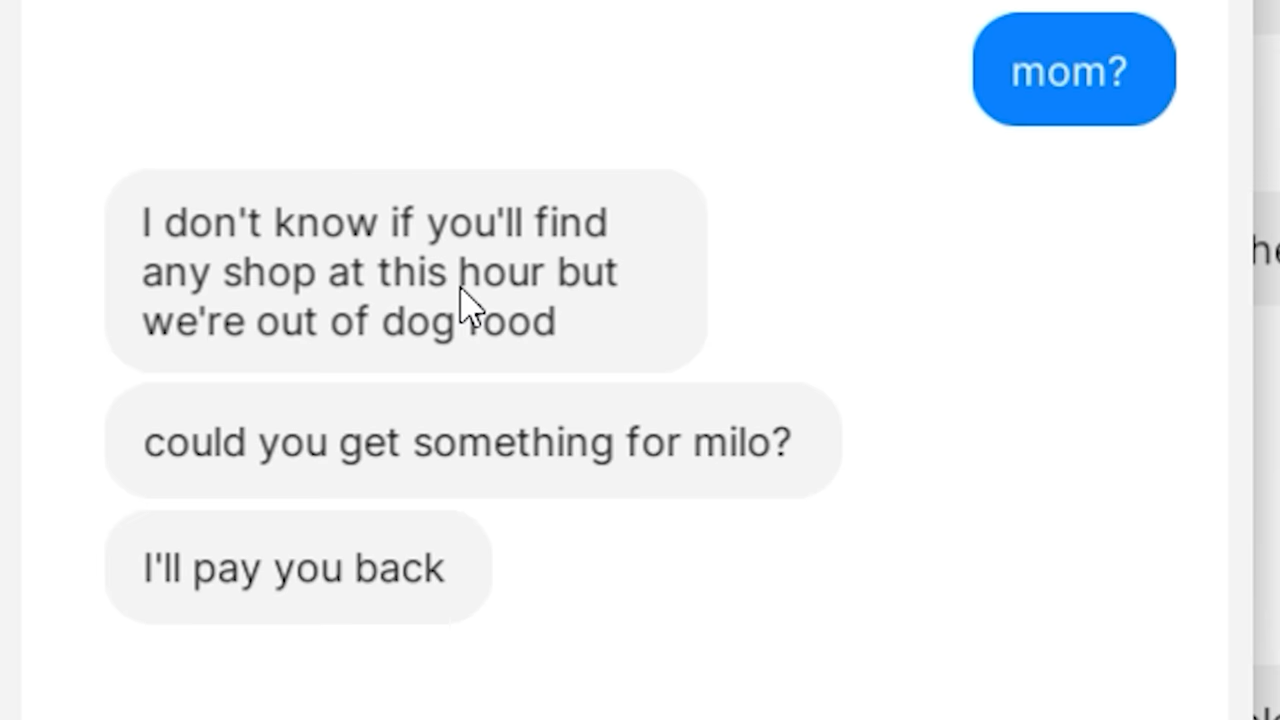 mom?
I don't know if you'll find
any shop at this hour but
we're out of dog food
could you get something for milo?
I'll pay you back